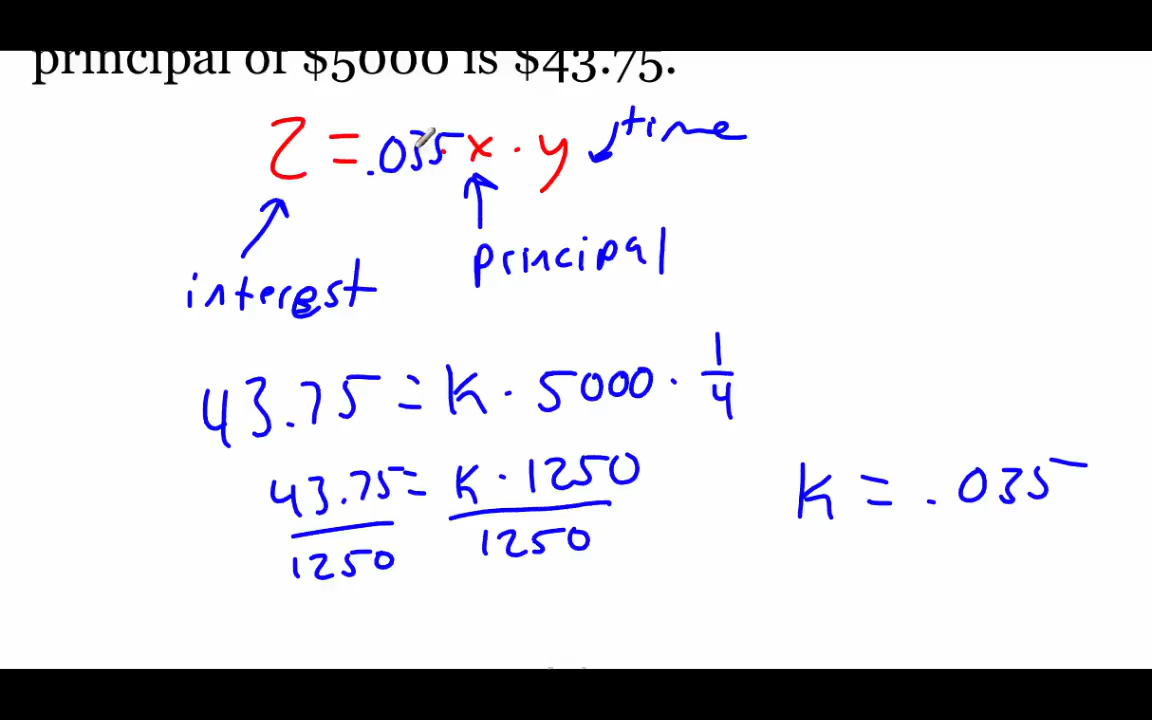 principal of $5000 is $43.75.
Z = .035 x · y time
principal
interest
43.75 = K · 5000 · 1/4
43.75 = K · 1250
1250 1250
K = .035